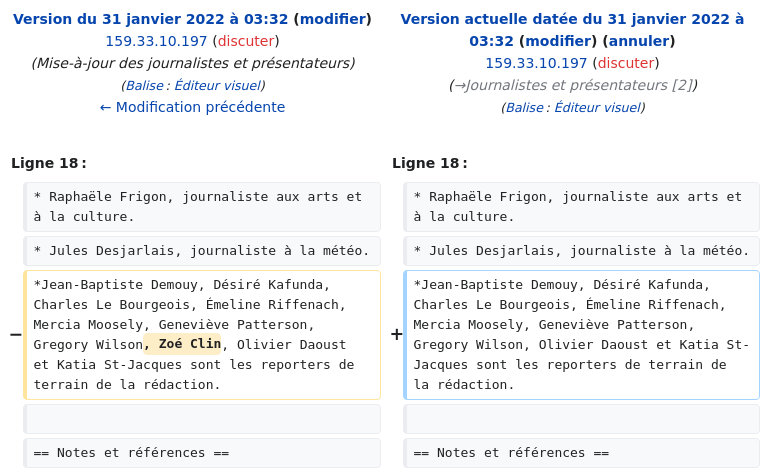 Version du 31 janvier 2022 à 03:32 (modifier)
159.33.10.197 (discuter)
(Mise-à-jour des journalistes et présentateurs)
(Balise : Éditeur visuel)
← Modification précédente
Version actuelle datée du 31 janvier 2022 à
03:32 (modifier) (annuler)
159.33.10.197 (discuter)
(→Journalistes et présentateurs [2])
(Balise : Éditeur visuel)
Ligne 18 :
* Raphaële Frigon, journaliste aux arts et
à la culture.
* Jules Desjarlais, journaliste à la météo.
−
*Jean-Baptiste Demouy, Désiré Kafunda,
Charles Le Bourgeois, Émeline Riffenach,
Mercia Moosely, Geneviève Patterson,
Gregory Wilson, Zoé Clin, Olivier Daoust
et Katia St-Jacques sont les reporters de
terrain de la rédaction.
== Notes et références ==
Ligne 18 :
* Raphaële Frigon, journaliste aux arts et
à la culture.
* Jules Desjarlais, journaliste à la météo.
+
*Jean-Baptiste Demouy, Désiré Kafunda,
Charles Le Bourgeois, Émeline Riffenach,
Mercia Moosely, Geneviève Patterson,
Gregory Wilson, Olivier Daoust et Katia St-
Jacques sont les reporters de terrain de
la rédaction.
== Notes et références ==